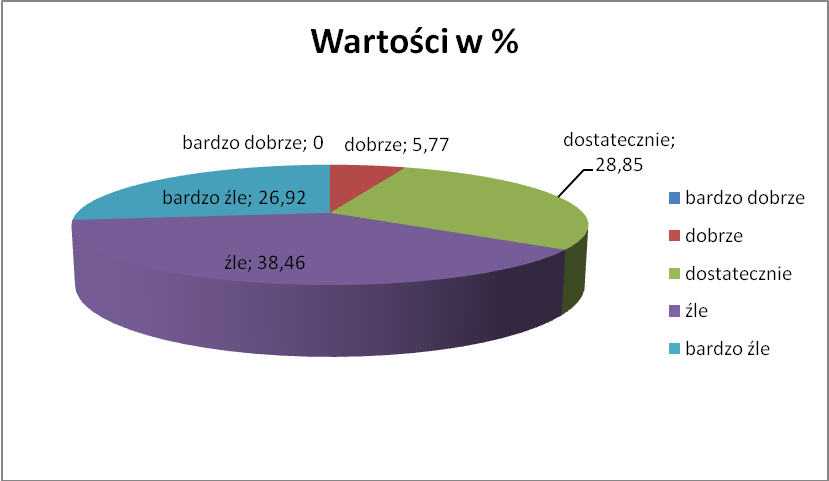 Wartości w %
bardzo dobrze; 0
dobrze; 5,77
dostatecznie;
28,85
bardzo źle; 26,92
źle; 38,46
bardzo dobrze
dobrze
dostatecznie
źle
bardzo źle